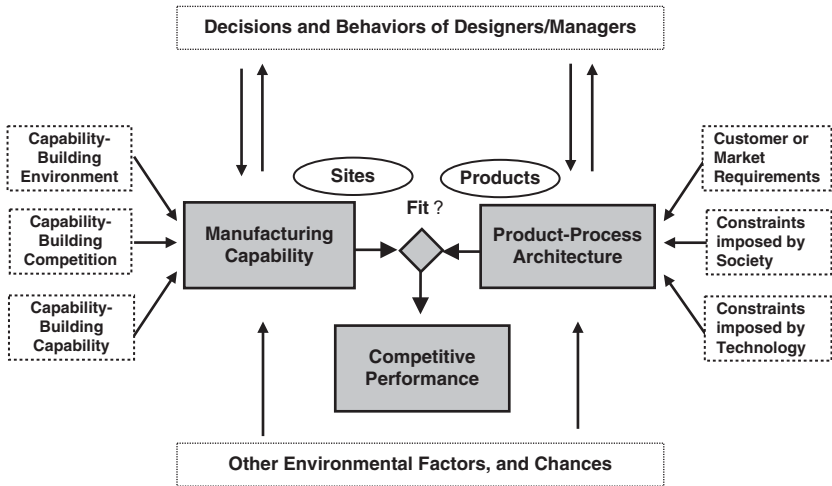 Decisions and Behaviors of Designers/Managers
Capability-
Building
Environment
Capability-
Building
Competition
Capability-
Building
Capability
Sites
Products
Fit ?
Manufacturing
Capability
Product-Process
Architecture
Competitive
Performance
Customer or
Market
Requirements
Constraints
imposed by
Society
Constraints
imposed by
Technology
Other Environmental Factors, and Chances